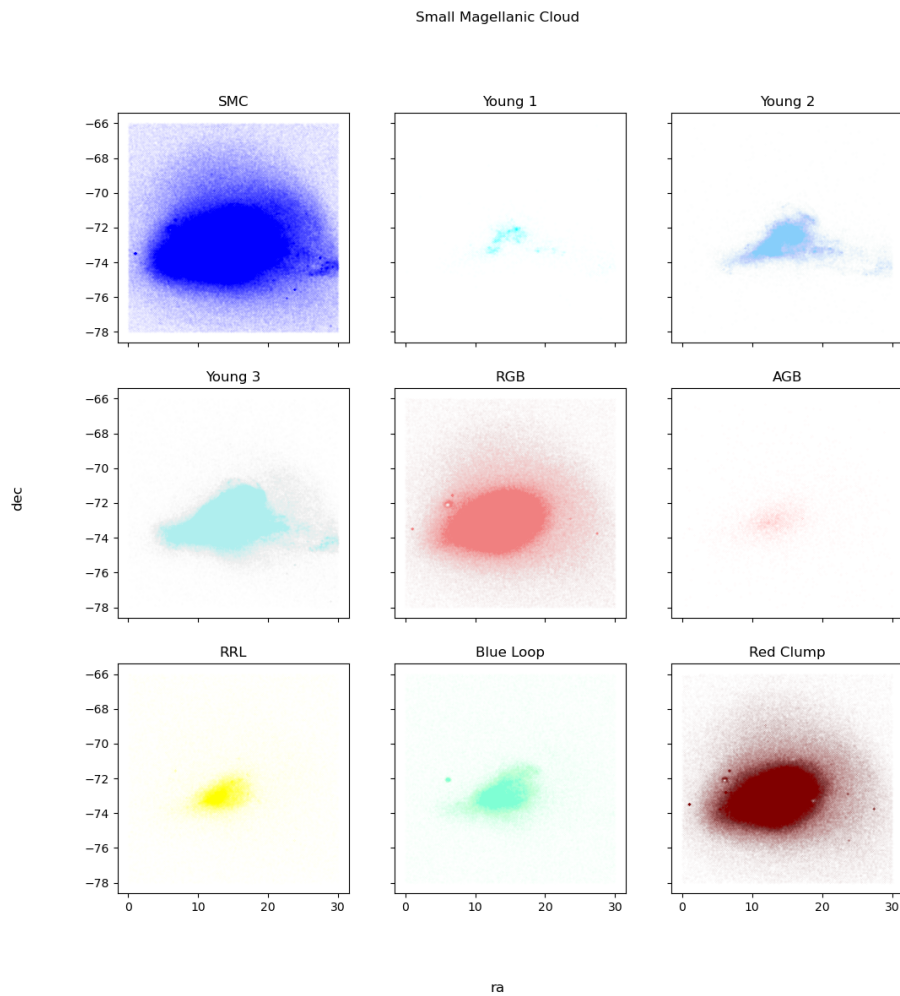 Small Magellanic Cloud
SMC
Young 1
Young 2
−66
−68
−70
−72
−74
−76
−78
Young 3
RGB
AGB
−66
−68
−70
−72
−74
−76
−78
dec
RRL
Blue Loop
Red Clump
−66
−68
−70
−72
−74
−76
−78
0 10 20 30
0 10 20 30
0 10 20 30
ra